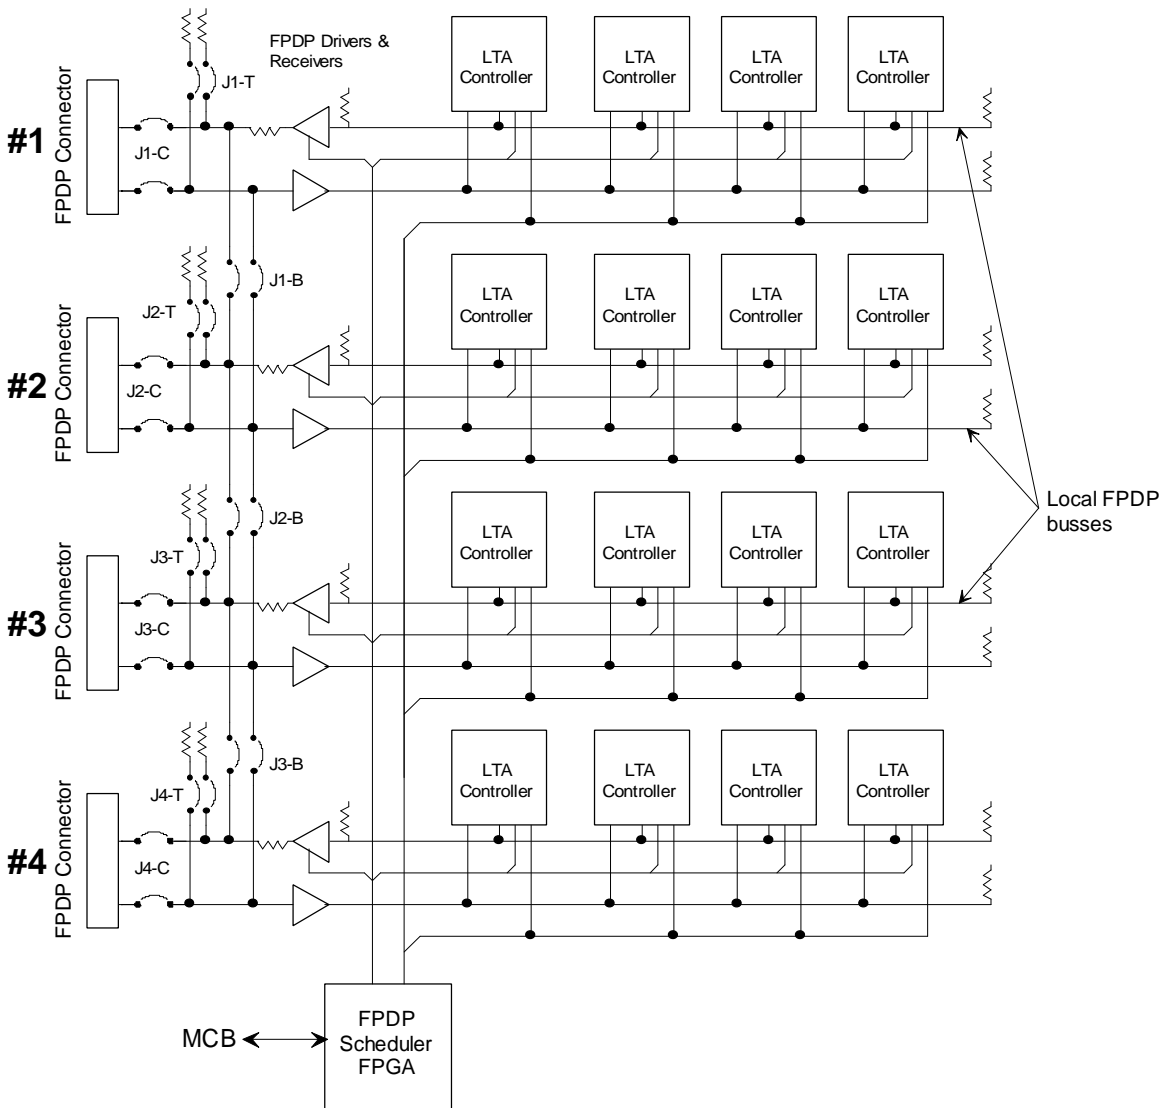 FPDP Drivers &
Receivers
LTA
Controller
LTA
Controller
LTA
Controller
LTA
Controller
J1-T
#1
FPDP Connector
J1-C
J1-B
LTA
Controller
LTA
Controller
LTA
Controller
LTA
Controller
J2-T
#2
FPDP Connector
J2-C
J2-B
Local FPDP
busses
LTA
Controller
LTA
Controller
LTA
Controller
LTA
Controller
J3-T
#3
FPDP Connector
J3-C
J3-B
LTA
Controller
LTA
Controller
LTA
Controller
LTA
Controller
J4-T
#4
FPDP Connector
J4-C
MCB
FPDP
Scheduler
FPGA